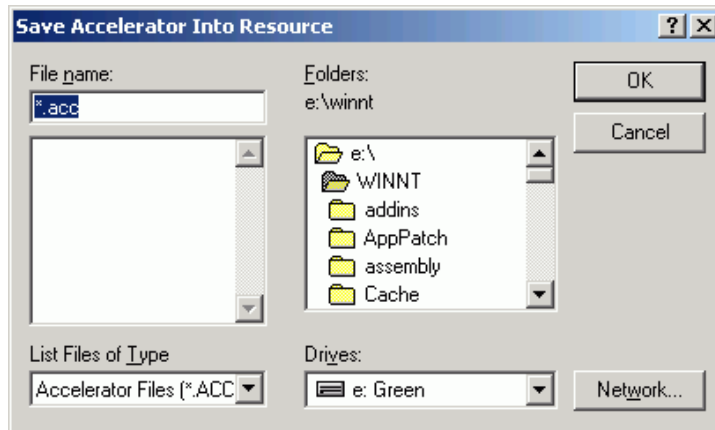 Save Accelerator Into Resource
File name:
*.acc
Folders:
e:\winnt
OK
Cancel
e:\
WINNT
addins
AppPatch
assembly
Cache
List Files of Type
Accelerator Files (*.ACC
Drives:
e: Green
Network...